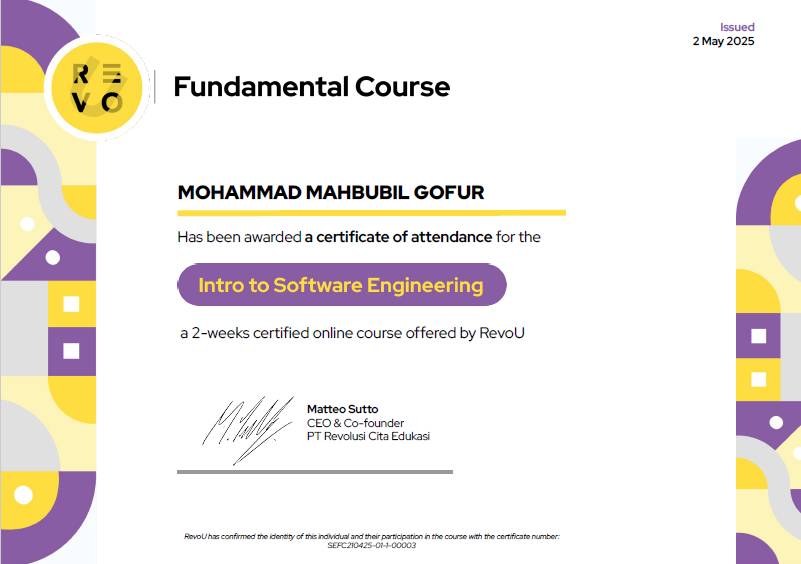 Issued
2 May 2025
REVO
Fundamental Course
MOHAMMAD MAHBUBIL GOFUR
Has been awarded a certificate of attendance for the
Intro to Software Engineering
a 2-weeks certified online course offered by RevoU
Matteo Sutto
CEO & Co-founder
PT Revolusi Cita Edukasi
RevoU has confirmed the identity of this individual and their participation in the course with the certificate number:
SEFC210425-01-1-00003